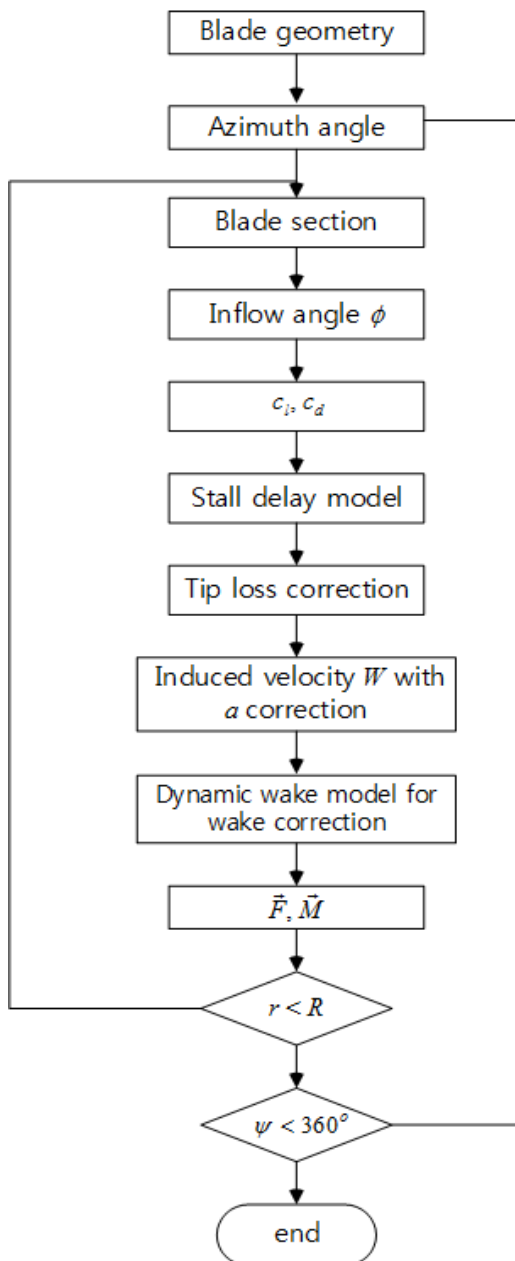 Blade geometry
Azimuth angle
Blade section
Inflow angle ϕ
c_l, c_d
Stall delay model
Tip loss correction
Induced velocity W with
a correction
Dynamic wake model for
wake correction
F⃗, M⃗
r < R
ψ < 360°
end